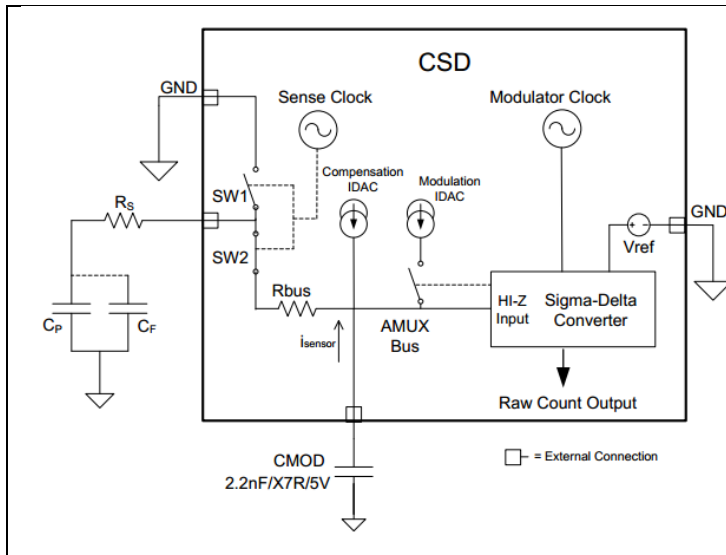 CSD
GND
Sense Clock
Modulator Clock
Compensation
IDAC
Modulation
IDAC
GND
SW1
RS
Vref
SW2
Rbus
HI-Z
Input
Sigma-Delta
Converter
CP
CF
AMUX
Bus
isensor
Raw Count Output
CMOD
2.2nF/X7R/5V
= External Connection